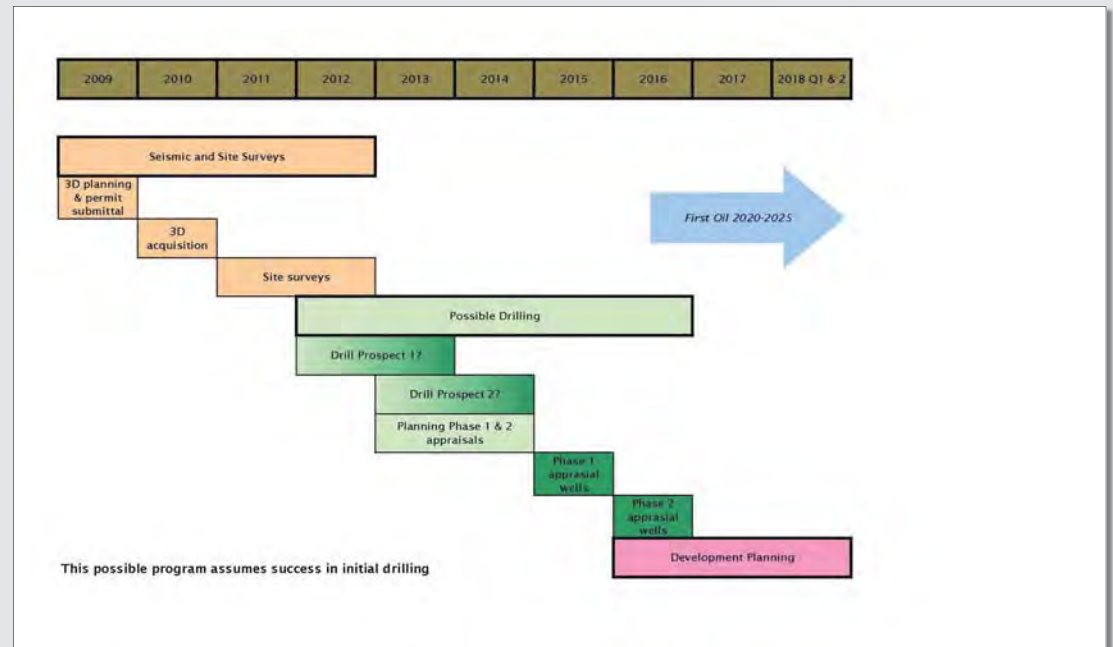 2009 2010 2011 2012 2013 2014 2015 2016 2017 2018 Q1 & 2
Seismic and Site Surveys
3D planning
& permit
submittal
First Oil 2020-2025
3D
acquisition
Site surveys
Possible Drilling
Drill Prospect 1?
Drill Prospect 2?
Planning Phase 1 & 2
appraisals
Phase 1
apprasial
wells
Phase 2
apprasial
wells
Development Planning
This possible program assumes success in initial drilling